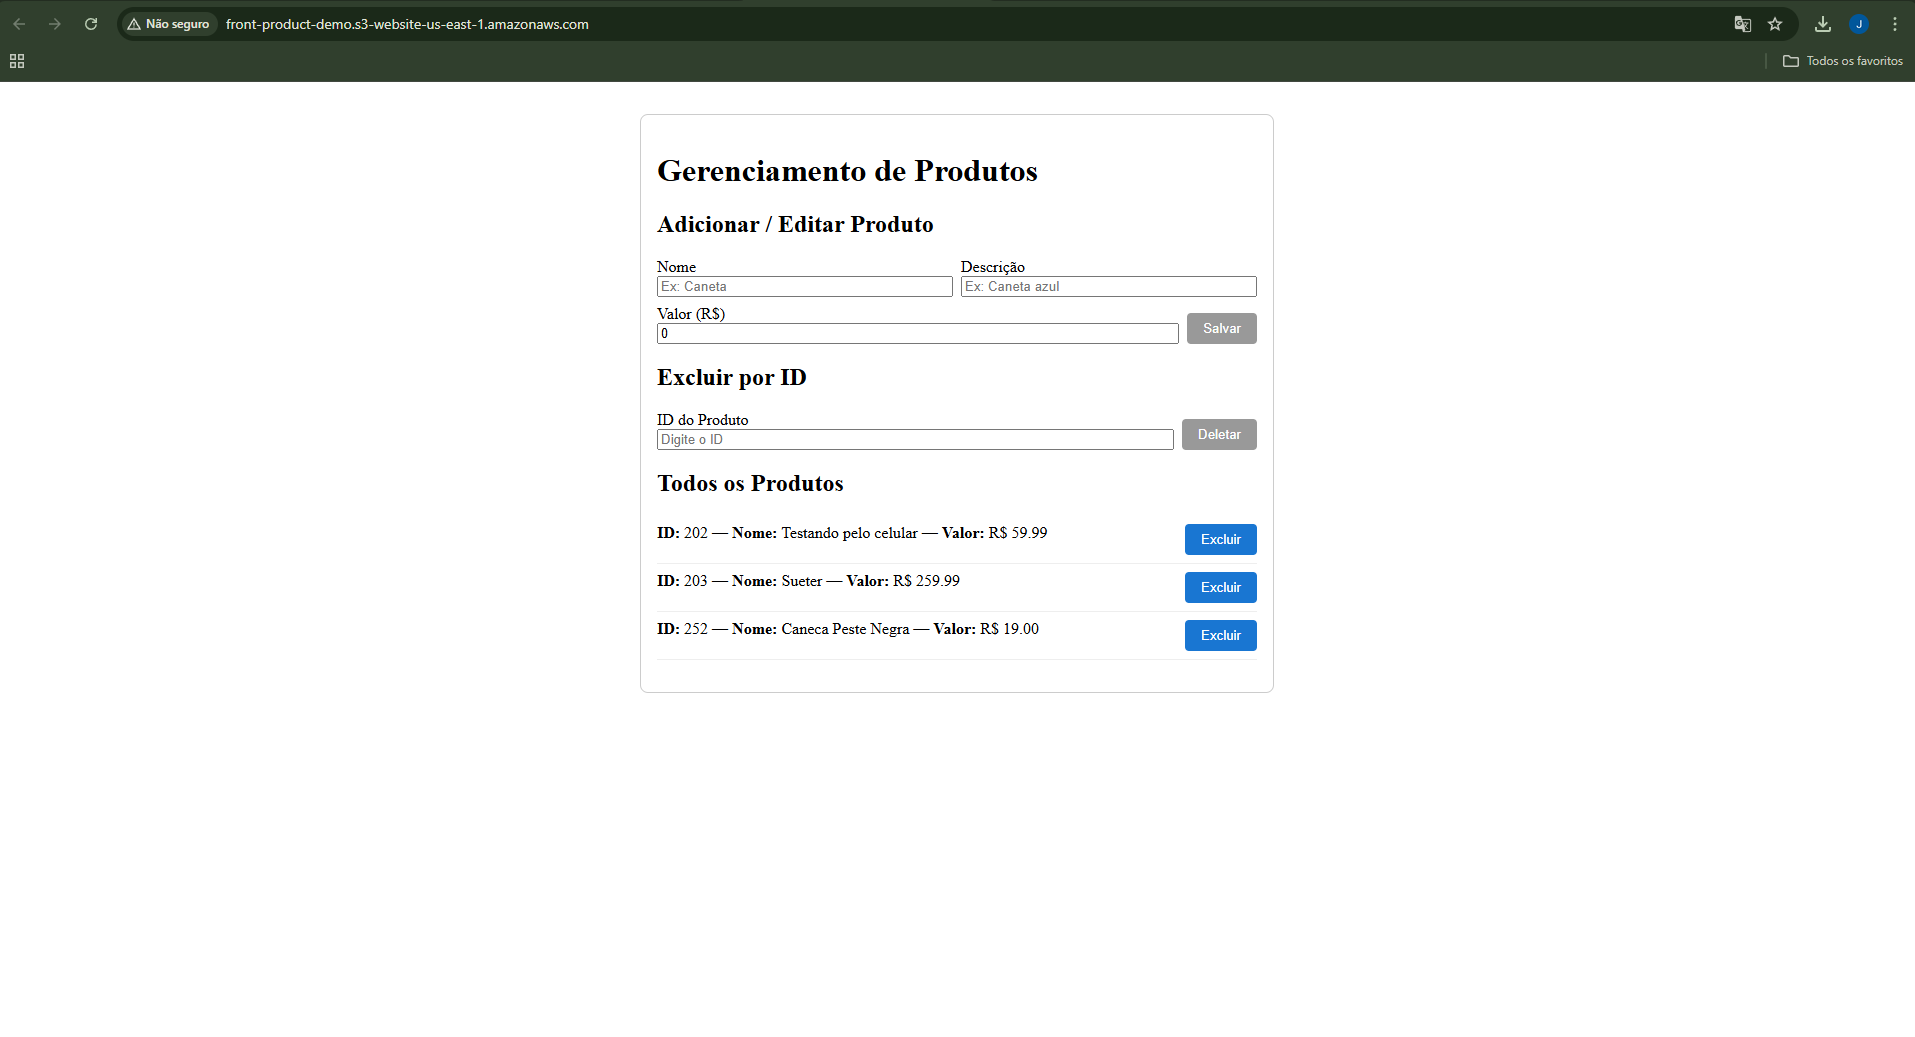 Não seguro
front-product-demo.s3-website-us-east-1.amazonaws.com
J
Todos os favoritos
Gerenciamento de Produtos
Adicionar / Editar Produto
Nome
Descrição
Ex: Caneta
Ex: Caneta azul
Valor (R$)
0
Salvar
Excluir por ID
ID do Produto
Digite o ID
Deletar
Todos os Produtos
ID: 202 — Nome: Testando pelo celular — Valor: R$ 59.99
Excluir
ID: 203 — Nome: Sueter — Valor: R$ 259.99
Excluir
ID: 252 — Nome: Caneca Peste Negra — Valor: R$ 19.00
Excluir